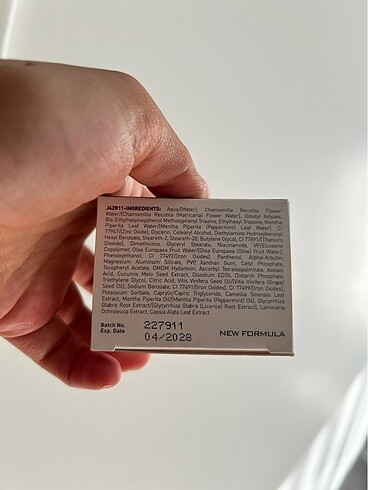 J42R11-INGREDIENTS: Aqua/(Water), Chamomilla Recutita Flower
Water/(Chamomilla Recutita (Matricaria) Flower Water), Dibutyl Adipate,
Bis-Ethylhexyloxyphenol Methoxyphenyl Triazine, Ethylhexyl Triazone, Mentha
Piperita Leaf Water/(Mentha Piperita (Peppermint) Leaf Water), CI
77947/(Zinc Oxide), Glycerin, Cetearyl Alcohol, Diethylamino Hydroxybenzoyl
Hexyl Benzoate, Steareth-2, Steareth-20, Butylene Glycol, CI 77891/(Titanium
Dioxide), Dimethicone, Glyceryl Stearate, Niacinamide, VP/Eicosene
Copolymer, Olea Europaea Fruit Water/(Olea Europaea (Olive) Fruit Water),
Phenoxyethanol, CI 77492/(Iron Oxides), Panthenol, Alpha-Arbutin,
Magnesium Aluminum Silicate, PVP, Xanthan Gum, Cetyl Phosphate,
Tocopheryl Acetate, DMDM Hydantoin, Ascorbyl Tetraisopalmitate, Azelaic
Acid, Cucumis Melo Seed Extract, Disodium EDTA, Distarch Phosphate,
Triethylene Glycol, Citric Acid, Vitis Vinifera Seed Oil/(Vitis Vinifera (Grape)
Seed Oil), Sodium Benzoate, CI 77491/(Iron Oxides), CI 77499/(Iron Oxides),
Potassium Sorbate, Caprylic/Capric Triglyceride, Camellia Sinensis Leaf
Extract, Mentha Piperita Oil/(Mentha Piperita (Peppermint) Oil), Glycyrrhiza
Glabra Root Extract/(Glycyrrhiza Glabra (Licorice) Root Extract), Laminaria
Ochroleuca Extract, Cassia Alata Leaf Extract
Batch No. 227911
Exp. Date 04/2028
NEW FORMULA